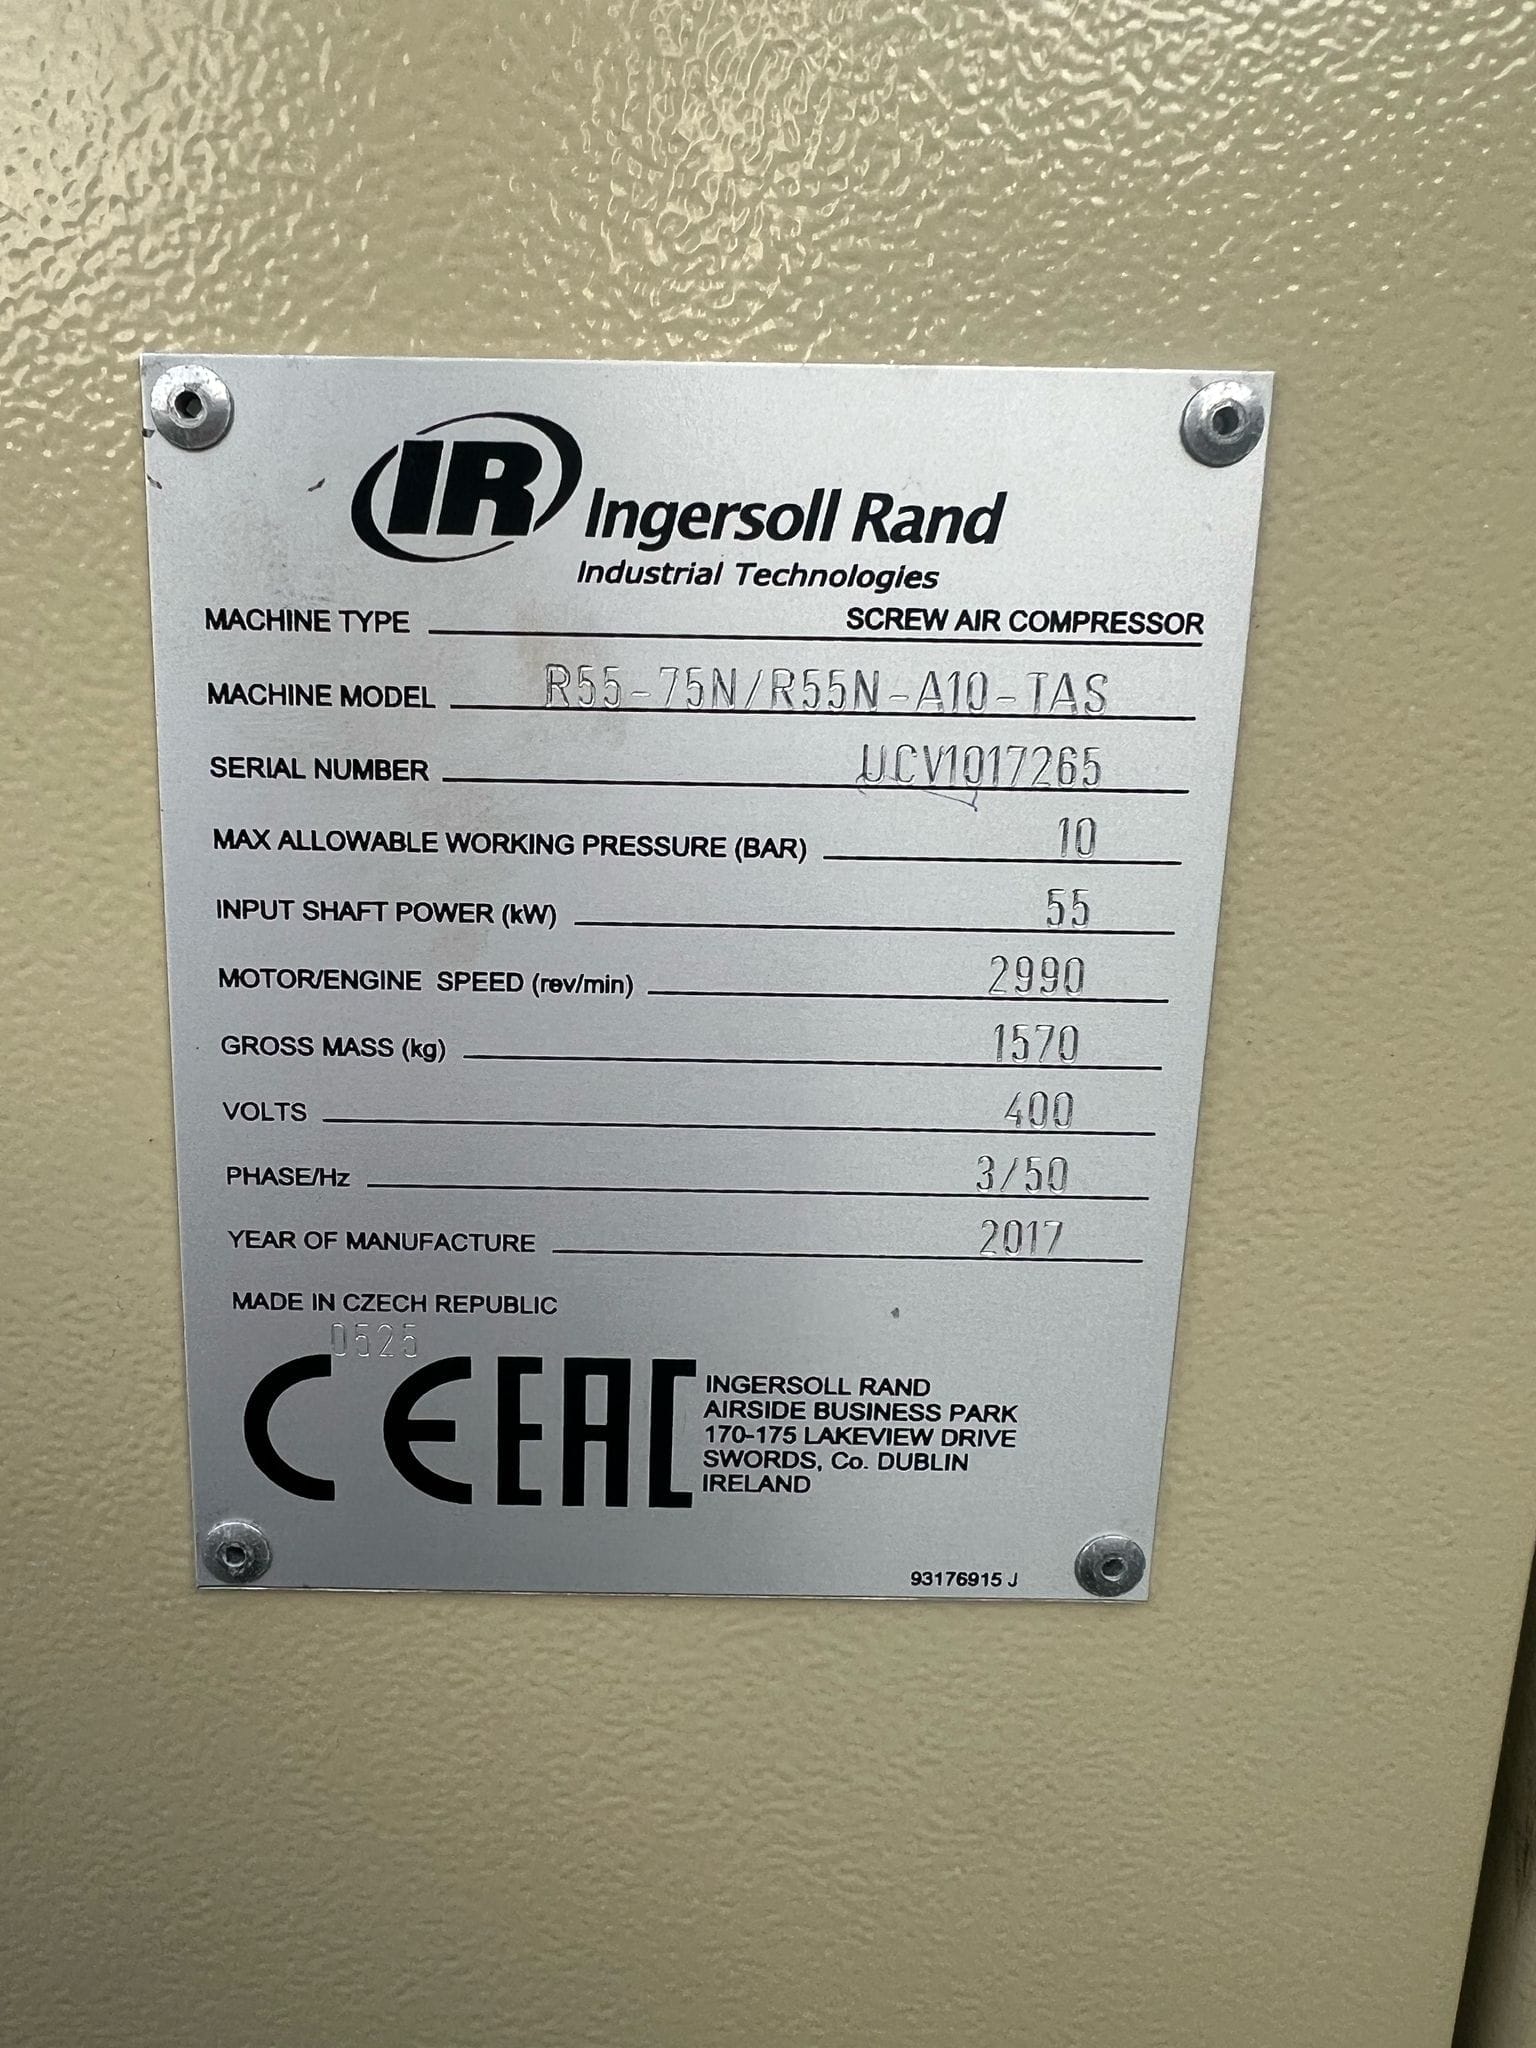 IR Ingersoll Rand
Industrial Technologies
MACHINE TYPE SCREW AIR COMPRESSOR
MACHINE MODEL R55-75N/R55N-A10-TAS
SERIAL NUMBER UCV1017265
MAX ALLOWABLE WORKING PRESSURE (BAR) 10
INPUT SHAFT POWER (kW) 55
MOTOR/ENGINE SPEED (rev/min) 2990
GROSS MASS (kg) 1570
VOLTS 400
PHASE/Hz 3/50
YEAR OF MANUFACTURE 2017
MADE IN CZECH REPUBLIC
0525
CE EAC
INGERSOLL RAND
AIRSIDE BUSINESS PARK
170-175 LAKEVIEW DRIVE
SWORDS, Co. DUBLIN
IRELAND
93176915 J